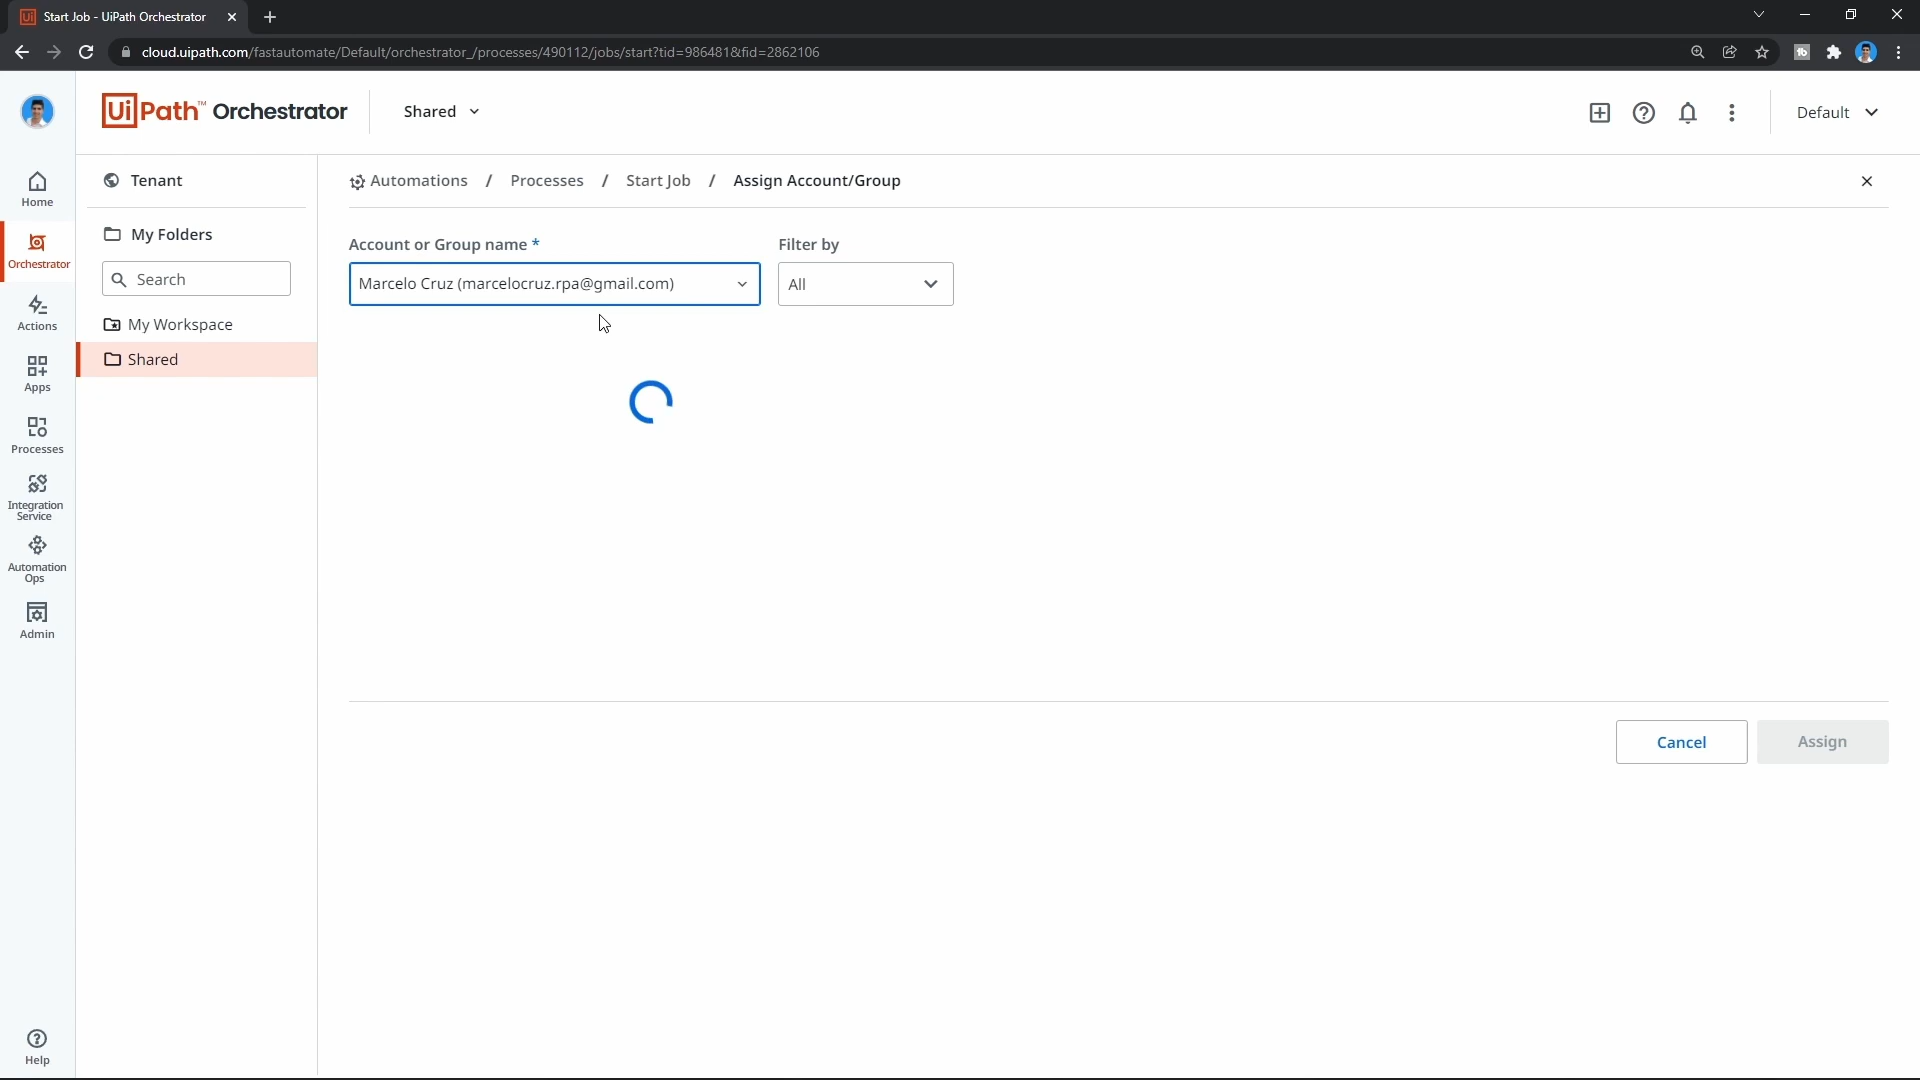 Start Job - UiPath Orchestrator
cloud.uipath.com/fastautomate/Default/orchestrator_/processes/490112/jobs/start?tid=986481&fid=2862106
UiPath™ Orchestrator
Shared
Default
Home
Orchestrator
Actions
Apps
Processes
Integration
Service
Automation
Ops
Admin
Help
Tenant
My Folders
Search
My Workspace
Shared
Automations / Processes / Start Job / Assign Account/Group
Account or Group name *
Filter by
Marcelo Cruz (marcelocruz.rpa@gmail.com)
All
Cancel
Assign